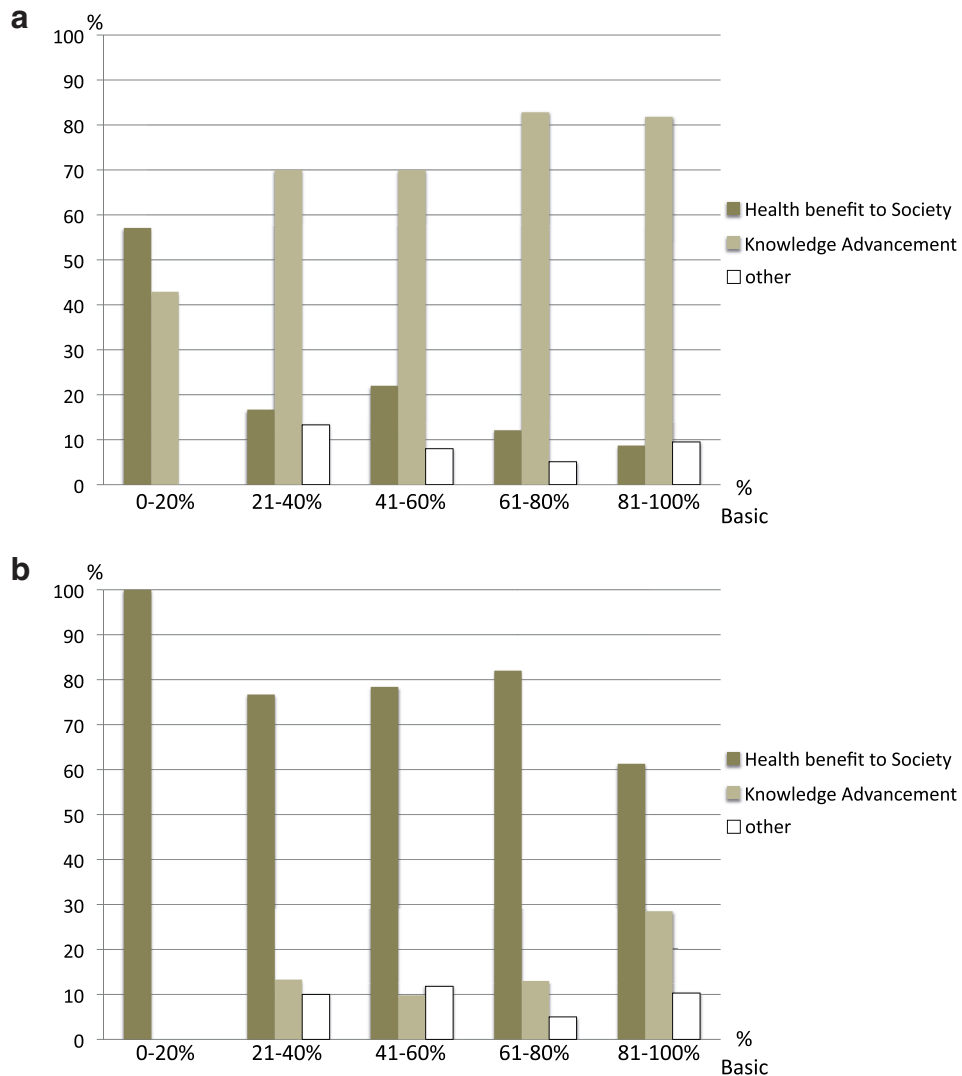 a
%
100
90
80
70
60
50
40
30
20
10
0
0-20% 21-40% 41-60% 61-80% 81-100%
%
Basic
Health benefit to Society
Knowledge Advancement
other
b
%
100
90
80
70
60
50
40
30
20
10
0
0-20% 21-40% 41-60% 61-80% 81-100%
%
Basic
Health benefit to Society
Knowledge Advancement
other